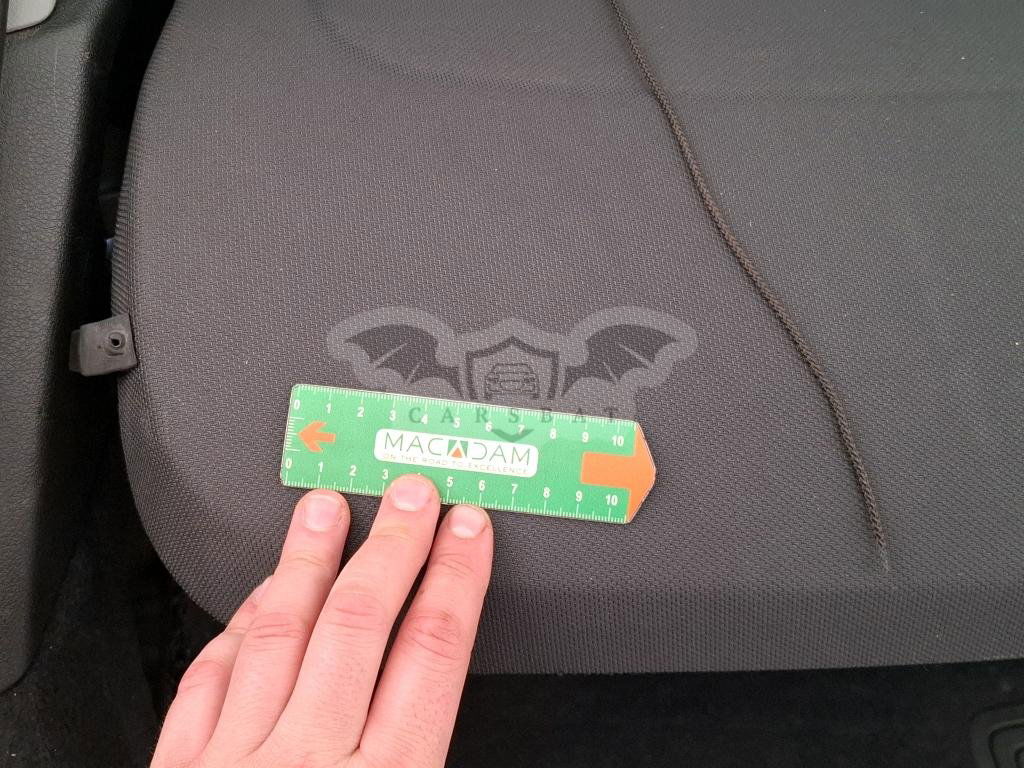 0 1 2 3 4 5 6 7 8 9 10
CARSBAT
MACADAM
ON THE ROAD TO EXCELLENCE
0 1 2 3 5 6 7 8 9 10